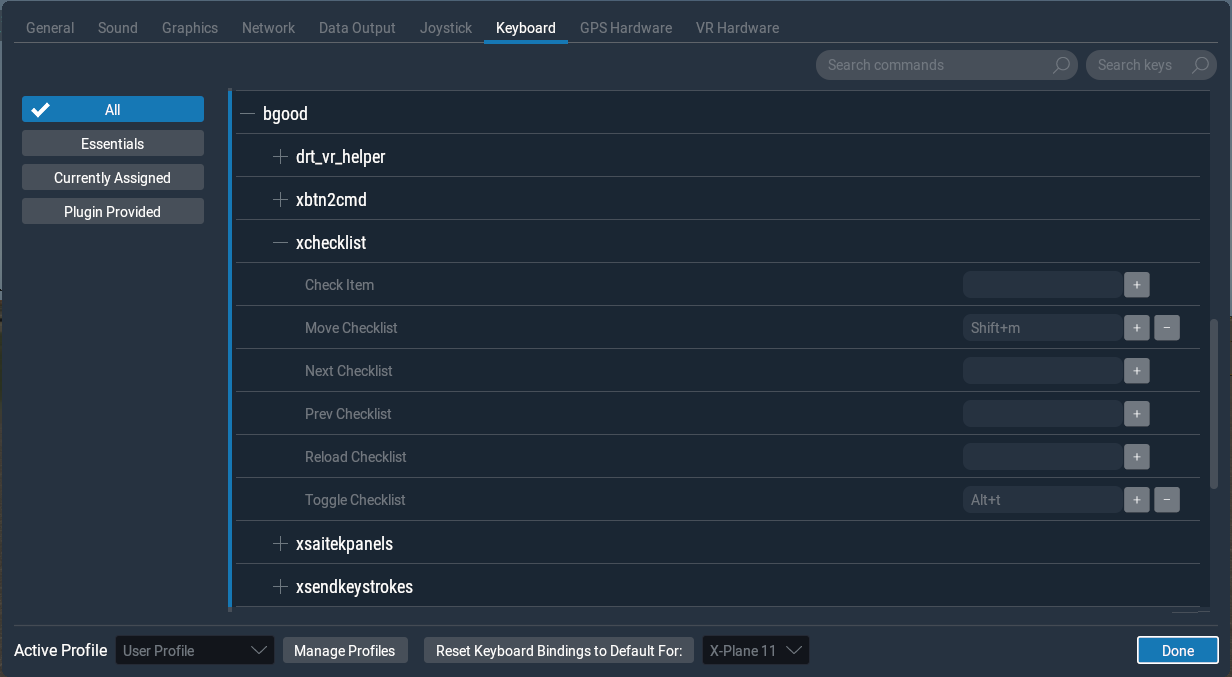 General Sound Graphics Network Data Output Joystick Keyboard GPS Hardware VR Hardware
Search commands Search keys
All
Essentials
Currently Assigned
Plugin Provided
bgood
drt_vr_helper
xbtn2cmd
xchecklist
Check Item +
Move Checklist Shift+m + −
Next Checklist +
Prev Checklist +
Reload Checklist +
Toggle Checklist Alt+t + −
xsaitekpanels
xsendkeystrokes
Active Profile User Profile Manage Profiles Reset Keyboard Bindings to Default For: X-Plane 11 Done